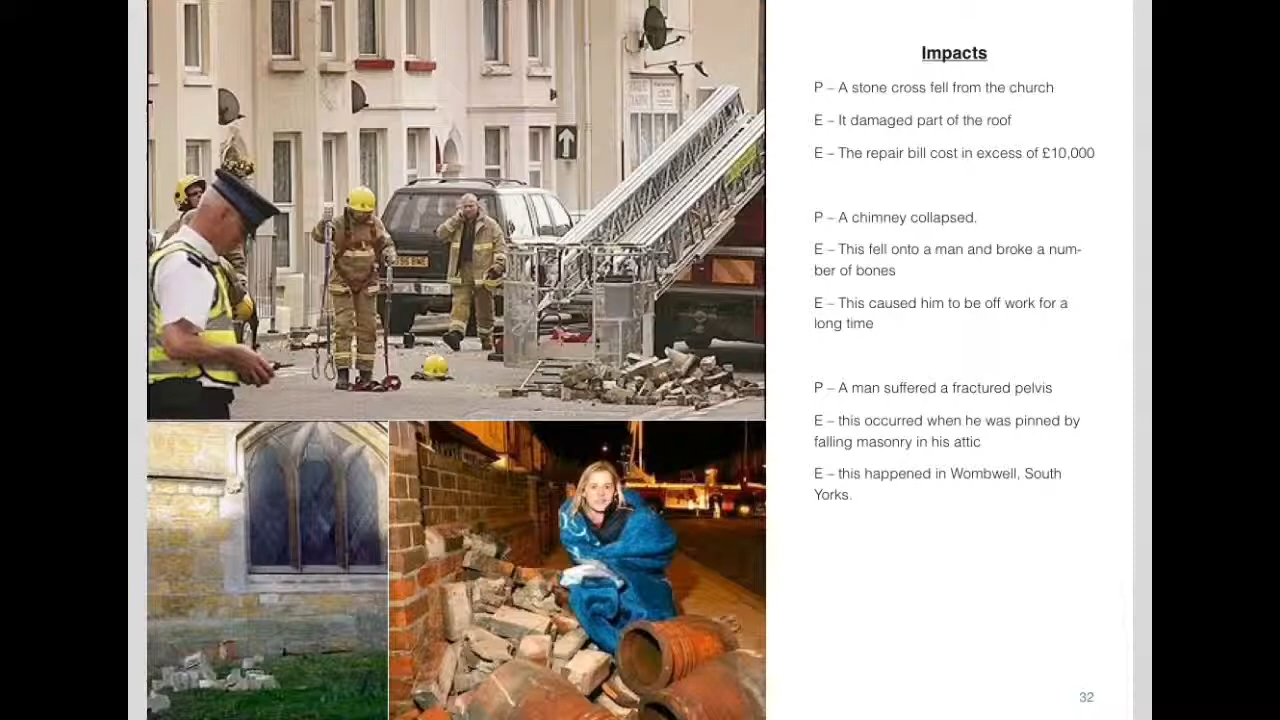 Impacts
P – A stone cross fell from the church
E – It damaged part of the roof
E – The repair bill cost in excess of £10,000
P – A chimney collapsed.
E – This fell onto a man and broke a num-
ber of bones
E – This caused him to be off work for a
long time
P – A man suffered a fractured pelvis
E – this occurred when he was pinned by
falling masonry in his attic
E – this happened in Wombwell, South
Yorks.
32